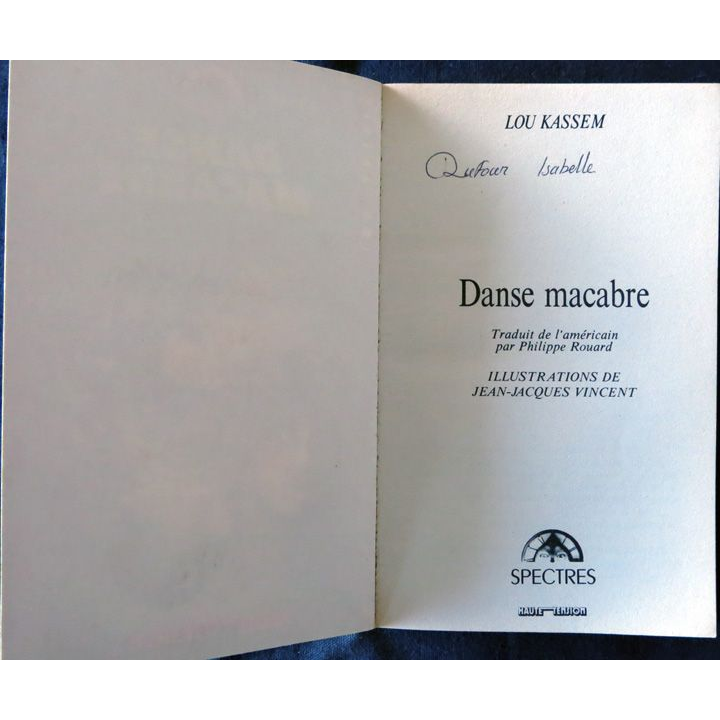 LOU KASSEM
Dufour Isabelle
Danse macabre
Traduit de l'américain
par Philippe Rouard
ILLUSTRATIONS DE
JEAN-JACQUES VINCENT
SPECTRES
HAUTE TENSION